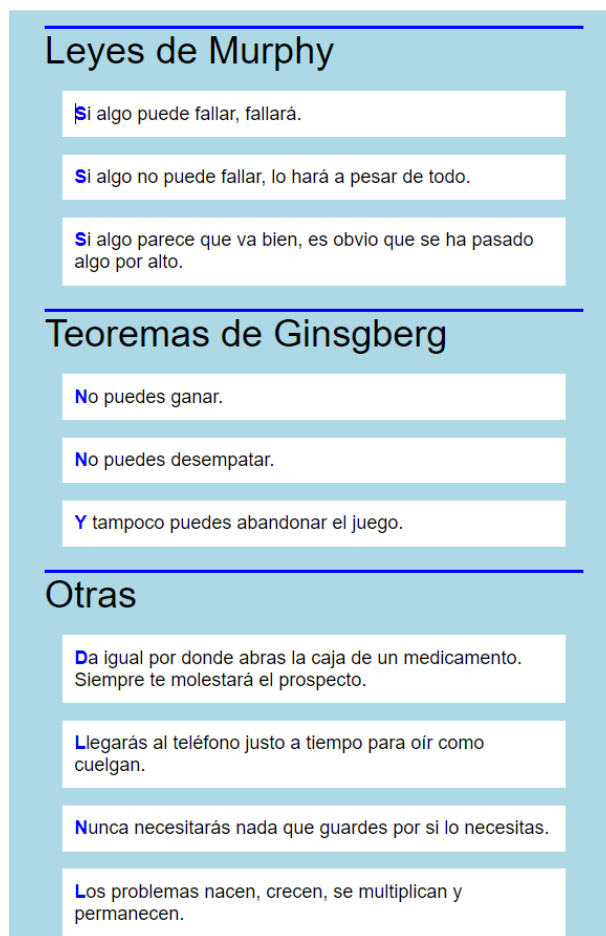 Leyes de Murphy
Si algo puede fallar, fallará.
Si algo no puede fallar, lo hará a pesar de todo.
Si algo parece que va bien, es obvio que se ha pasado
algo por alto.
Teoremas de Ginsgberg
No puedes ganar.
No puedes desempatar.
Y tampoco puedes abandonar el juego.
Otras
Da igual por donde abras la caja de un medicamento.
Siempre te molestará el prospecto.
Llegarás al teléfono justo a tiempo para oír como
cuelgan.
Nunca necesitarás nada que guardes por si lo necesitas.
Los problemas nacen, crecen, se multiplican y
permanecen.